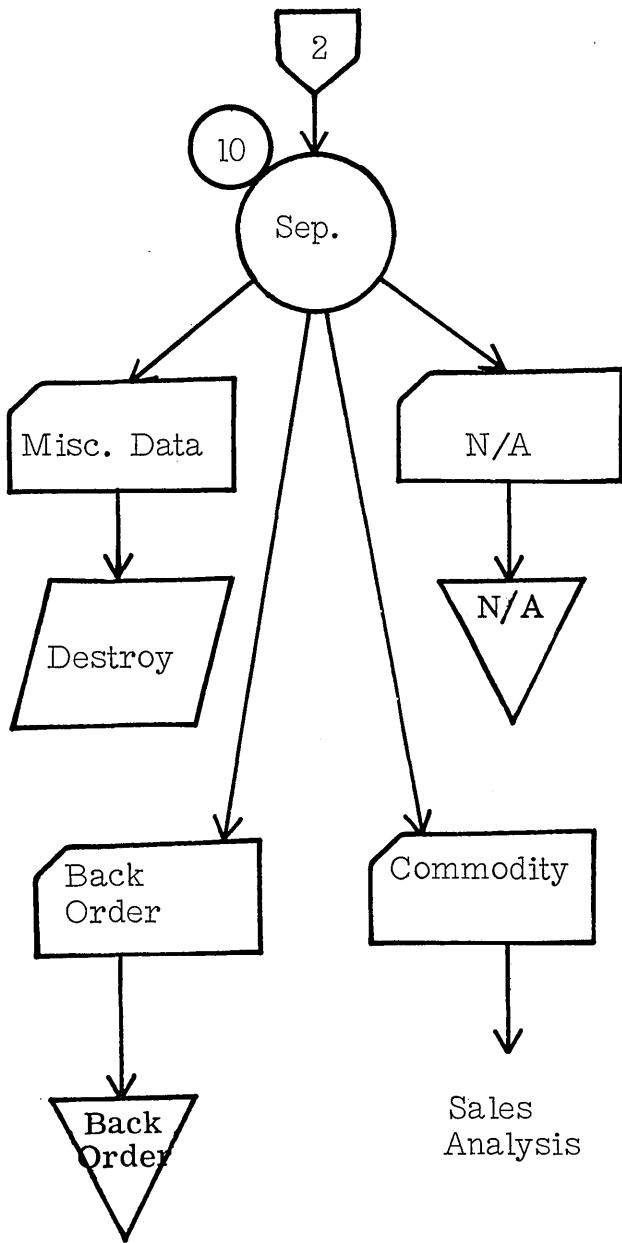 2
10
Sep.
Misc. Data
N/A
Destroy
N/A
Back
Order
Commodity
Back
Order
Sales
Analysis